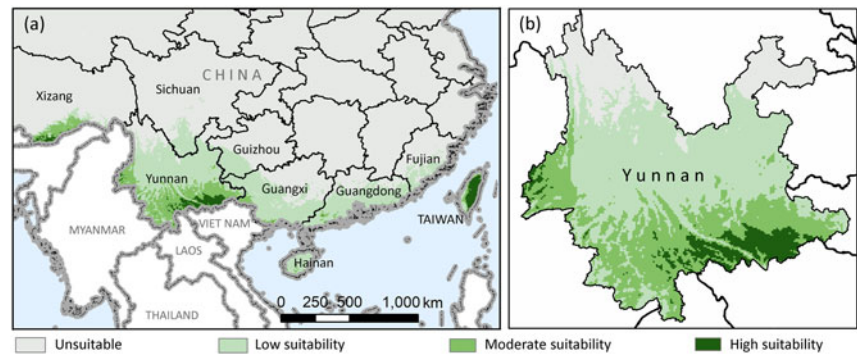 (a)
CHINA
Xizang
Sichuan
Guizhou
Fujian
Yunnan
Guangxi
Guangdong
TAIWAN
MYANMAR
VIET NAM
LAOS
Hainan
THAILAND
0 250 500 1,000 km
(b)
Yunnan
Unsuitable Low suitability Moderate suitability High suitability